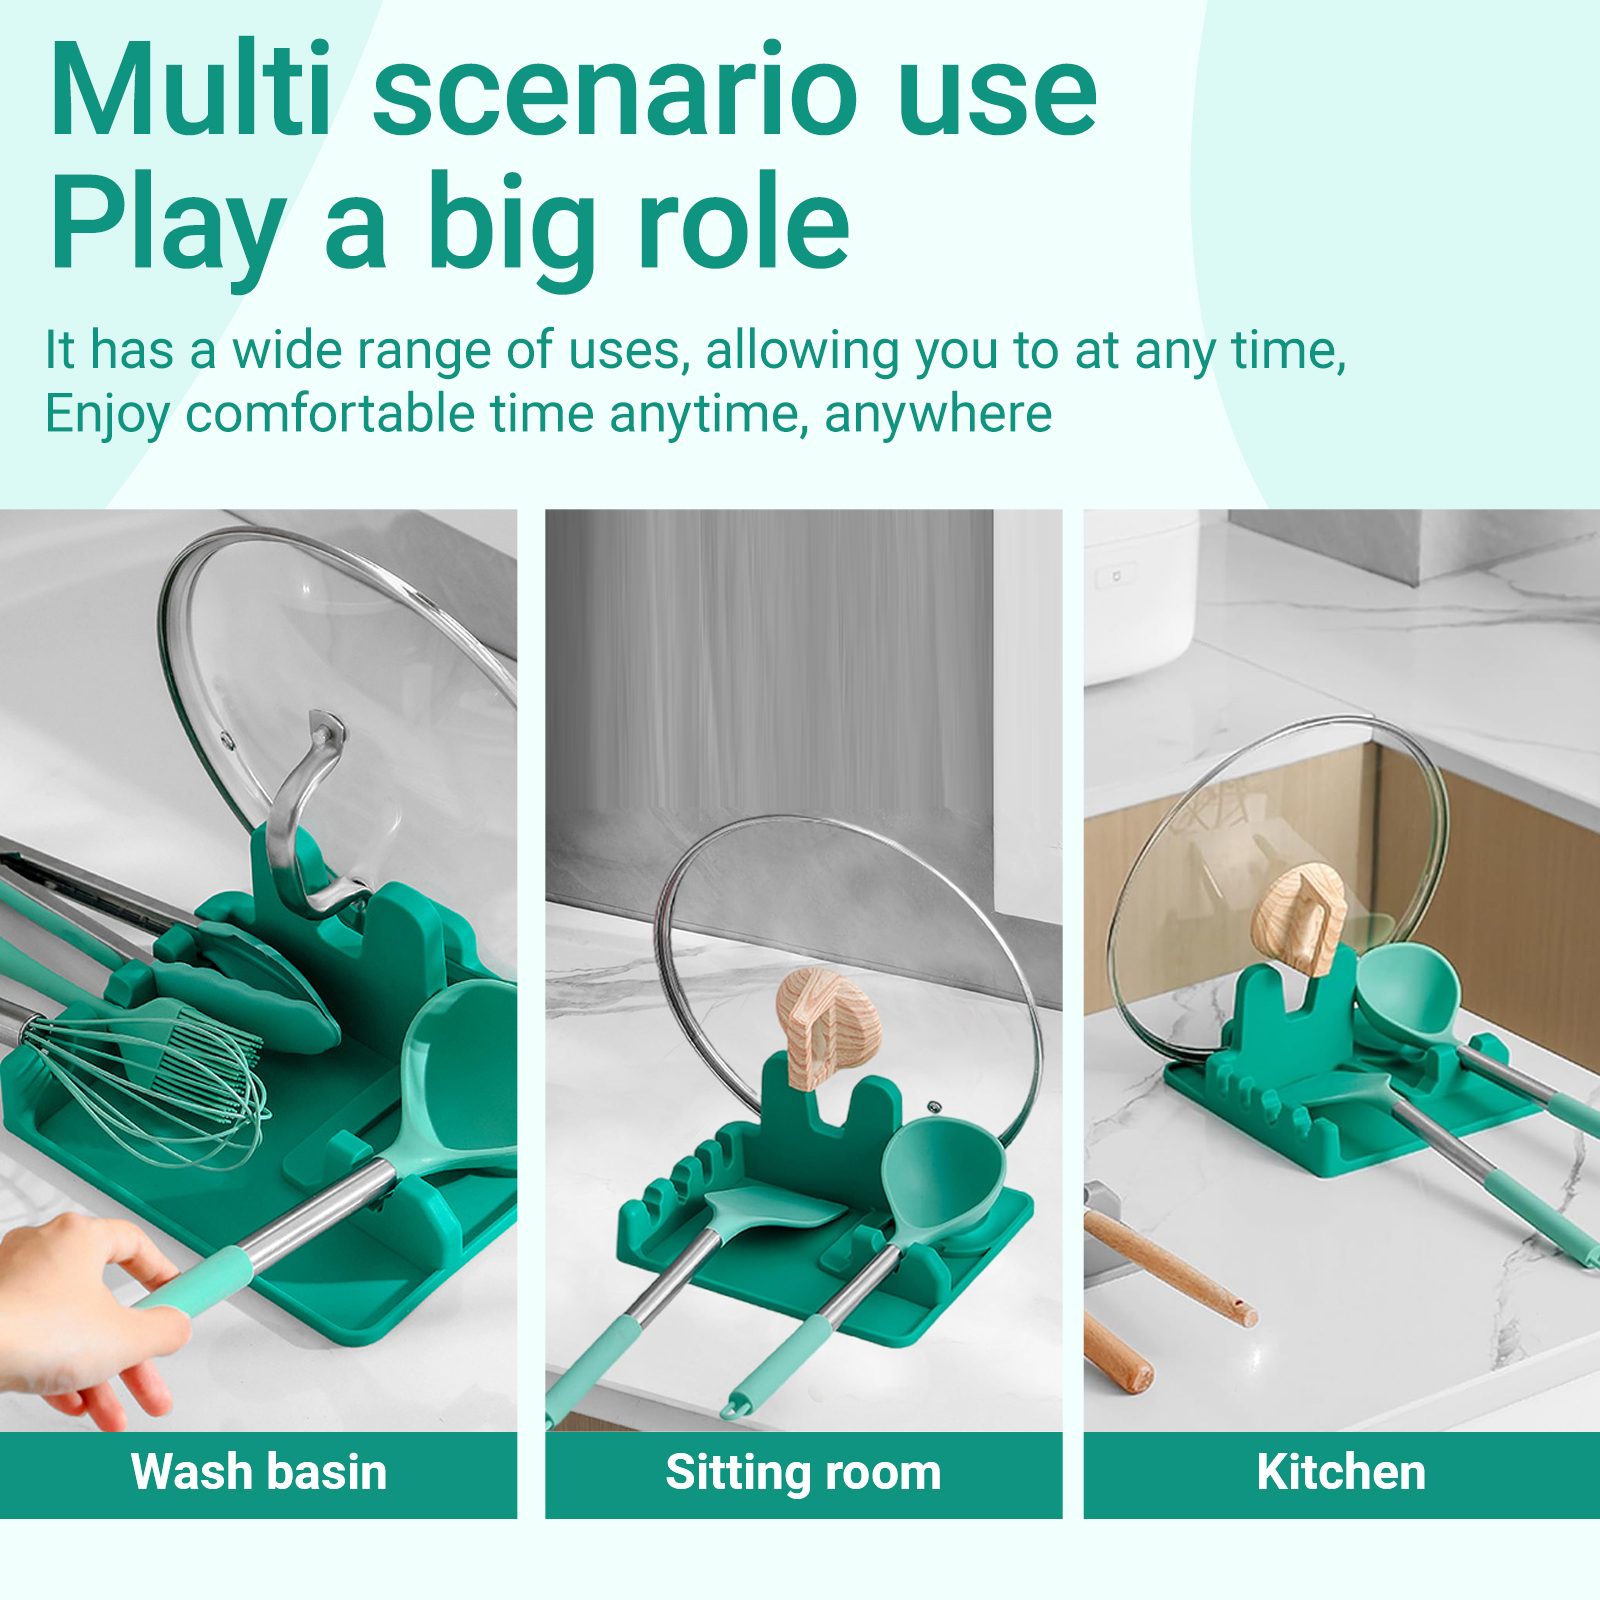 Multi scenario use
Play a big role
It has a wide range of uses, allowing you to at any time,
Enjoy comfortable time anytime, anywhere
Wash basin
Sitting room
Kitchen